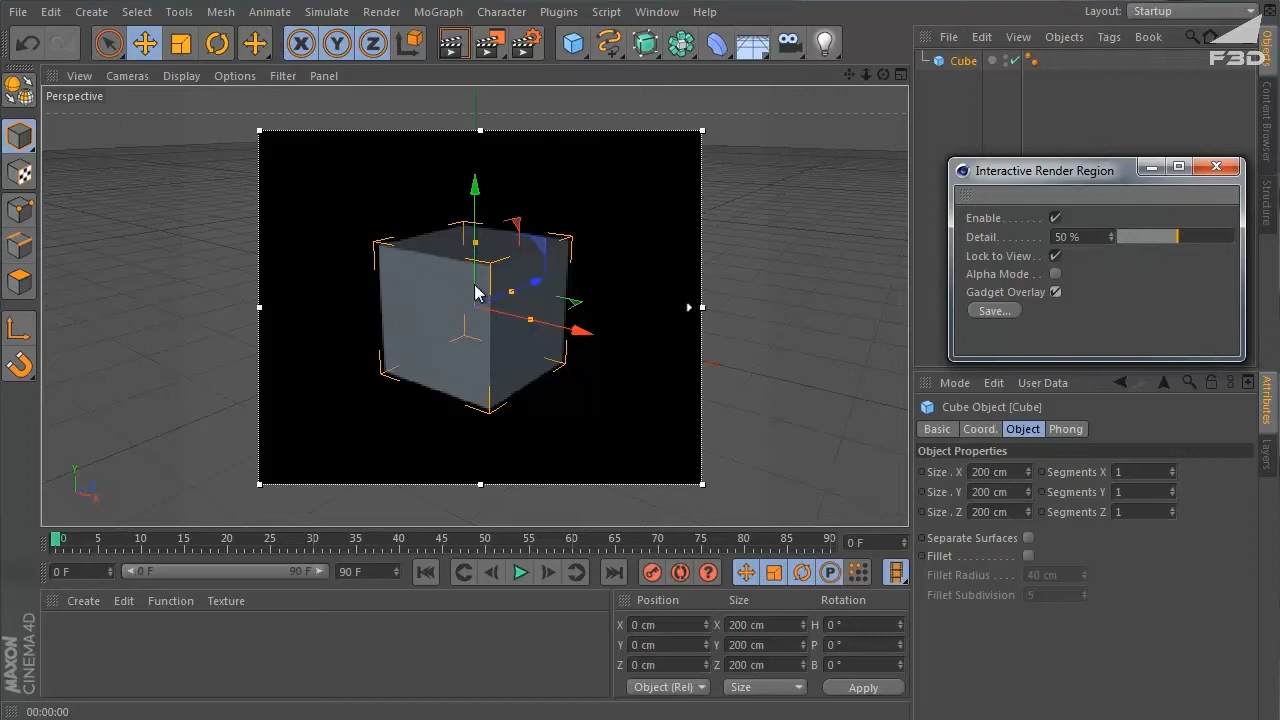 File Edit Create Select Tools Mesh Animate Simulate Render MoGraph Character Plugins Script Window Help
Layout: Startup
X Y Z
File Edit View Objects Tags Book
F3D
View Cameras Display Options Filter Panel
Cube
Perspective
Objects
Content Browser
Structure
Interactive Render Region
Enable . . . . . . .
Detail. . . . . . . . 50 %
Lock to View . .
Alpha Mode . .
Gadget Overlay
Save...
Mode Edit User Data
Attributes
Layers
Cube Object [Cube]
Basic Coord. Object Phong
Object Properties
Size . X 200 cm Segments X 1
Size . Y 200 cm Segments Y 1
Size . Z 200 cm Segments Z 1
Separate Surfaces
Fillet . . . . . . . . . .
Fillet Radius . . . . 40 cm
Fillet Subdivision 5
Y
Z
X
0 5 10 15 20 25 30 35 40 45 50 55 60 65 70 75 80 85 90 0 F
0 F 0 F 90 F 90 F ? P
Create Edit Function Texture
Position Size Rotation
X 0 cm X 200 cm H 0 °
Y 0 cm Y 200 cm P 0 °
Z 0 cm Z 200 cm B 0 °
Object (Rel) Size Apply
MAXON
CINEMA 4D
00:00:00